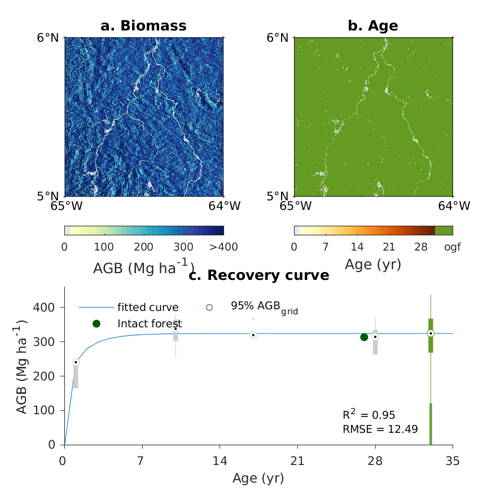 a. Biomass
b. Age
6°N
6°N
5°N
5°N
65°W
64°W
65°W
64°W
0 100 200 300 >400
0 7 14 21 28 ogf
AGB (Mg ha⁻¹)
Age (yr)
c. Recovery curve
fitted curve
95% AGB_grid
Intact forest
400
300
200
100
0
AGB (Mg ha⁻¹)
R² = 0.95
RMSE = 12.49
0 7 14 21 28 35
Age (yr)